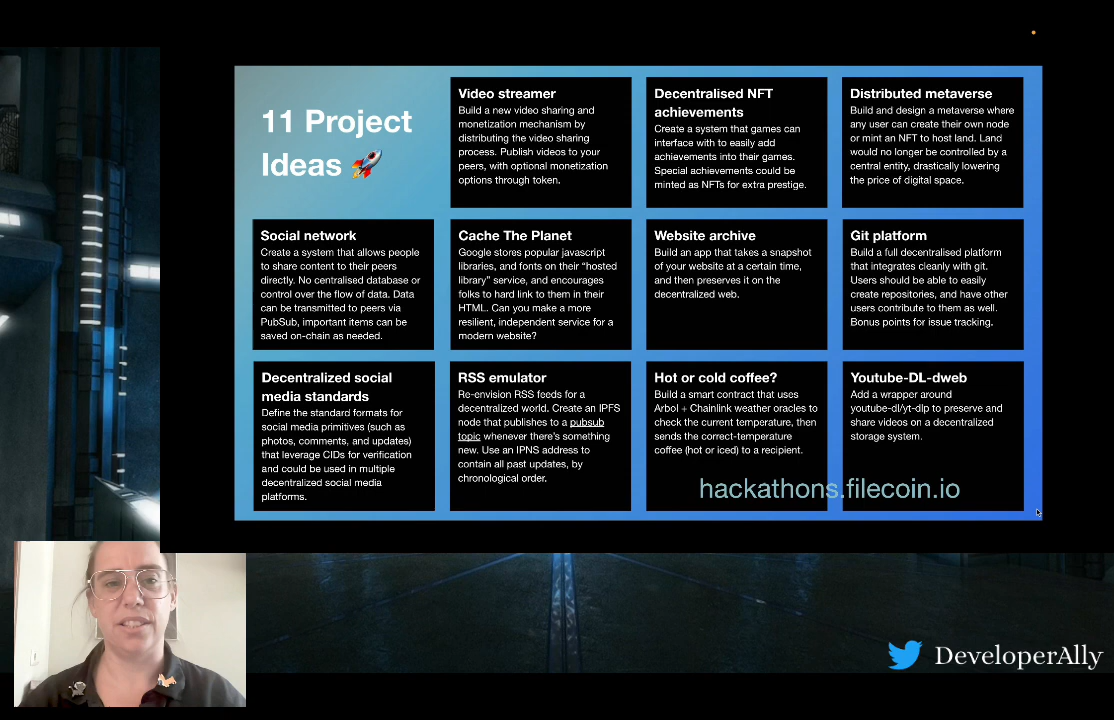 11 Project
Ideas 🚀
Video streamer
Build a new video sharing and
monetization mechanism by
distributing the video sharing
process. Publish videos to your
peers, with optional monetization
options through token.
Decentralised NFT
achievements
Create a system that games can
interface with to easily add
achievements into their games.
Special achievements could be
minted as NFTs for extra prestige.
Distributed metaverse
Build and design a metaverse where
any user can create their own node
or mint an NFT to host land. Land
would no longer be controlled by a
central entity, drastically lowering
the price of digital space.
Social network
Create a system that allows people
to share content to their peers
directly. No centralised database or
control over the flow of data. Data
can be transmitted to peers via
PubSub, important items can be
saved on-chain as needed.
Cache The Planet
Google stores popular javascript
libraries, and fonts on their “hosted
library” service, and encourages
folks to hard link to them in their
HTML. Can you make a more
resilient, independent service for a
modern website?
Website archive
Build an app that takes a snapshot
of your website at a certain time,
and then preserves it on the
decentralized web.
Git platform
Build a full decentralised platform
that integrates cleanly with git.
Users should be able to easily
create repositories, and have other
users contribute to them as well.
Bonus points for issue tracking.
Decentralized social
media standards
Define the standard formats for
social media primitives (such as
photos, comments, and updates)
that leverage CIDs for verification
and could be used in multiple
decentralized social media
platforms.
RSS emulator
Re-envision RSS feeds for a
decentralized world. Create an IPFS
node that publishes to a pubsub
topic whenever there’s something
new. Use an IPNS address to
contain all past updates, by
chronological order.
Hot or cold coffee?
Build a smart contract that uses
Arbol + Chainlink weather oracles to
check the current temperature, then
sends the correct-temperature
coffee (hot or iced) to a recipient.
Youtube-DL-dweb
Add a wrapper around
youtube-dl/yt-dlp to preserve and
share videos on a decentralized
storage system.
hackathons.filecoin.io
DeveloperAlly